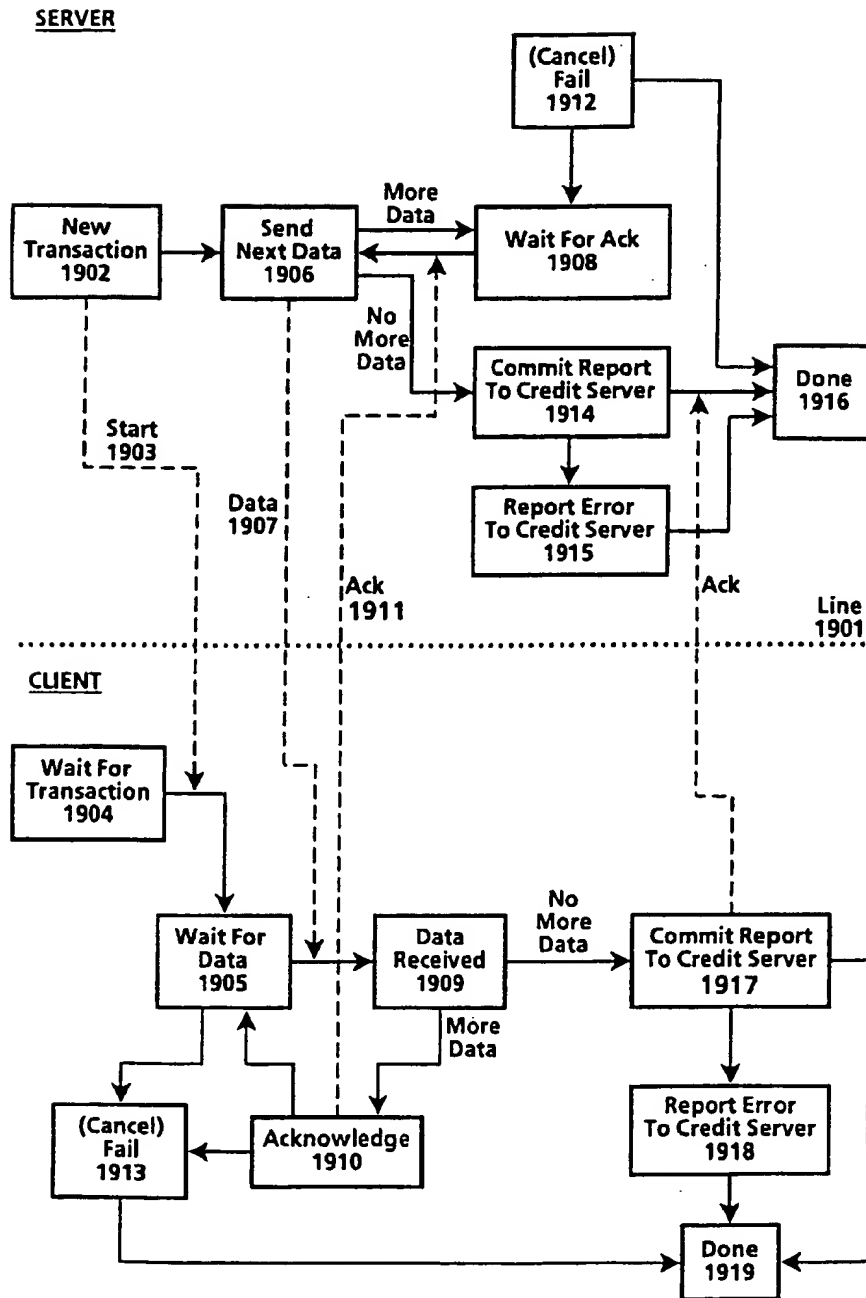 SERVER
(Cancel)
Fail
1912
New
Transaction
1902
Send
Next Data
1906
More
Data
Wait For Ack
1908
No
More
Data
Commit Report
To Credit Server
1914
Done
1916
Start
1903
Data
1907
Report Error
To Credit Server
1915
Ack
1911
Ack
Line
1901
CLIENT
Wait For
Transaction
1904
Wait For
Data
1905
Data
Received
1909
No
More
Data
Commit Report
To Credit Server
1917
More
Data
(Cancel)
Fail
1913
Acknowledge
1910
Report Error
To Credit Server
1918
Done
1919